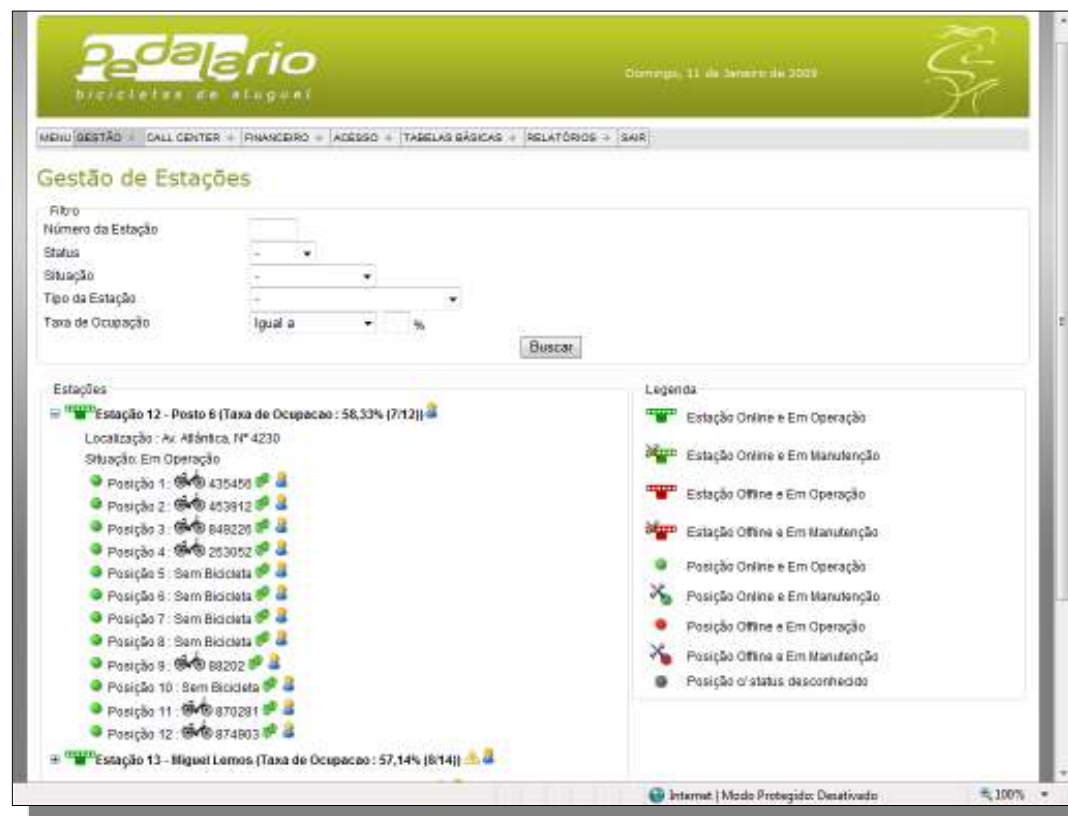 Pedalario
bicicletas de aluguel
Domingo, 11 de Janeiro de 2009
MENU GESTÃO + CALL CENTER + FINANCEIRO + ACESSO + TABELAS BÁSICAS + RELATÓRIOS + SAIR
Gestão de Estações
Filtro
Número da Estação
Status -
Situação -
Tipo da Estação -
Taxa de Ocupação Igual a %
Buscar
Estações
Estação 12 - Posto 6 (Taxa de Ocupacao : 58,33% (7/12))
Localização : Av. Atlântica, Nº 4230
Situação: Em Operação
Posição 1 : 435456
Posição 2 : 453912
Posição 3 : 849226
Posição 4 : 253052
Posição 5 : Sem Bicicleta
Posição 6 : Sem Bicicleta
Posição 7 : Sem Bicicleta
Posição 8 : Sem Bicicleta
Posição 9 : 88202
Posição 10 : Sem Bicicleta
Posição 11 : 870281
Posição 12 : 874903
Estação 13 - Miguel Lemos (Taxa de Ocupacao : 57,14% (8/14))
Legenda
Estação Online e Em Operação
Estação Online e Em Manutenção
Estação Offline e Em Operação
Estação Offline e Em Manutenção
Posição Online e Em Operação
Posição Online e Em Manutenção
Posição Offline e Em Operação
Posição Offline e Em Manutenção
Posição c/ status desconhecido
Internet | Modo Protegido: Desativado
100%